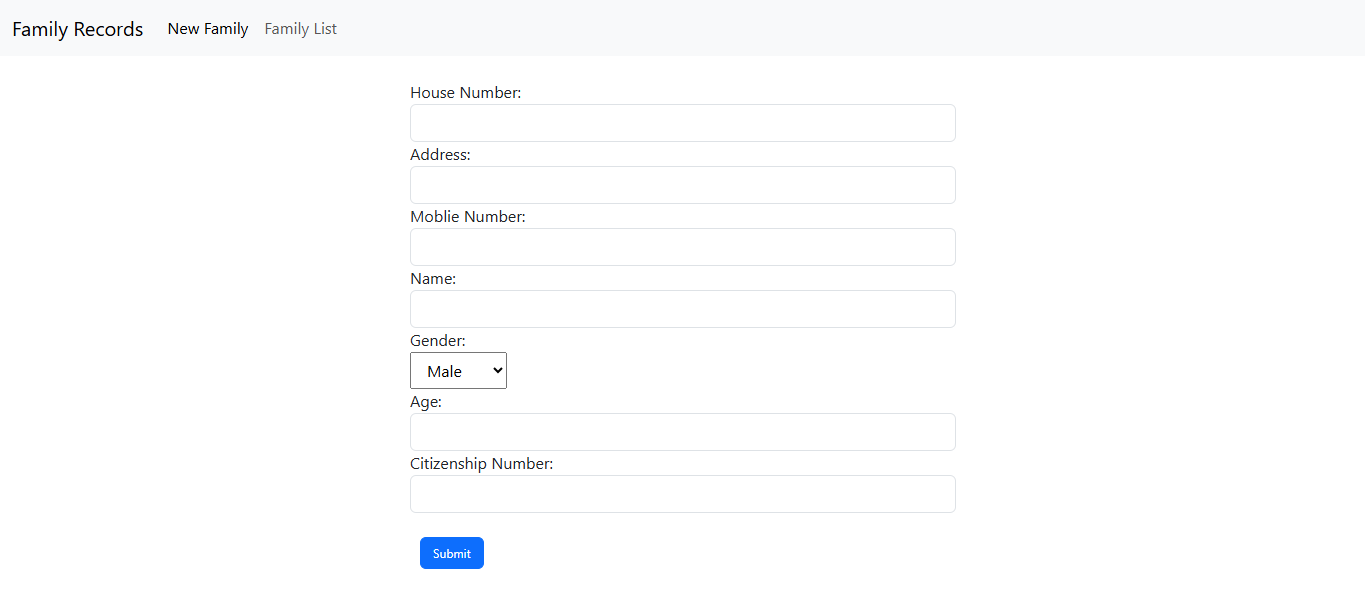 Family Records New Family Family List
House Number:
Address:
Moblie Number:
Name:
Gender:
Male
Age:
Citizenship Number:
Submit